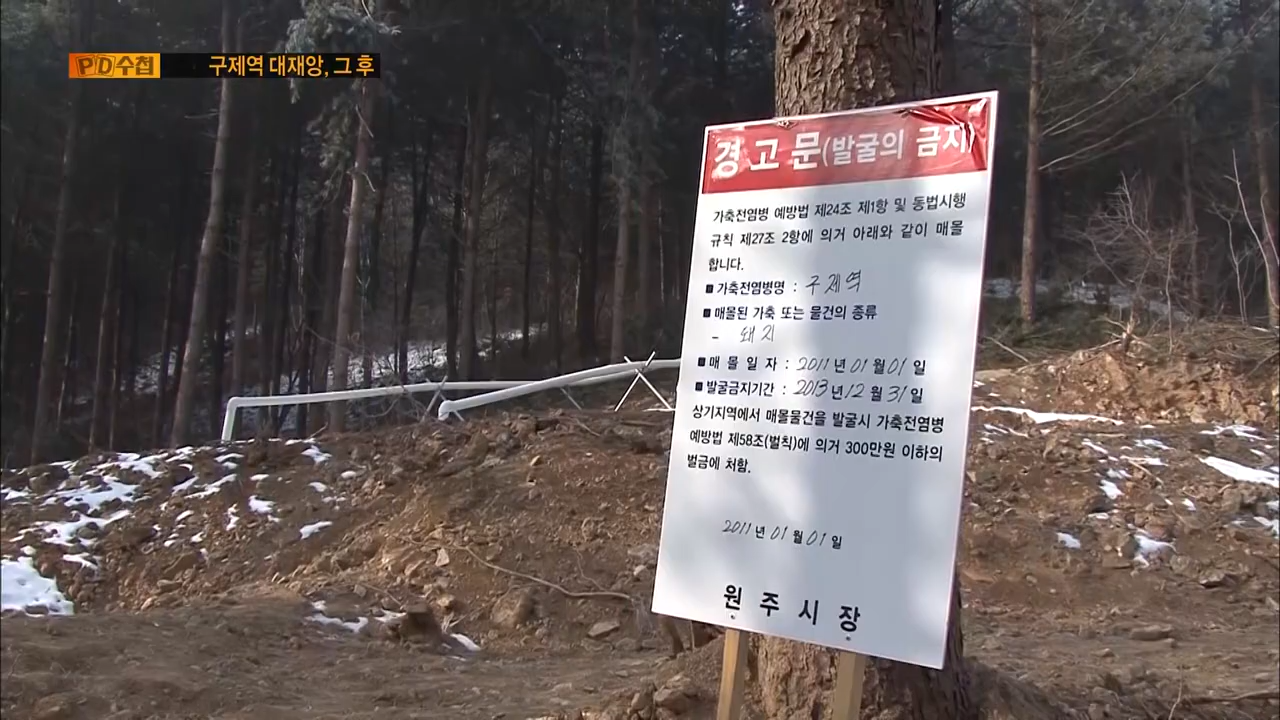 PD수첩
구제역 대재앙, 그 후
경 고 문(발굴의 금지)
가축전염병 예방법 제24조 제1항 및 동법시행
규칙 제27조 2항에 의거 아래와 같이 매몰
합니다.
■ 가축전염병명 : 구제역
■ 매몰된 가축 또는 물건의 종류
- 돼지
■ 매 몰 일 자 : 2011 년 01 월 01 일
■ 발굴금지기간 : 2013 년 12 월 31 일
상기지역에서 매몰물건을 발굴시 가축전염병
예방법 제58조(벌칙)에 의거 300만원 이하의
벌금에 처함.
2011 년 01 월 01 일
원 주 시 장